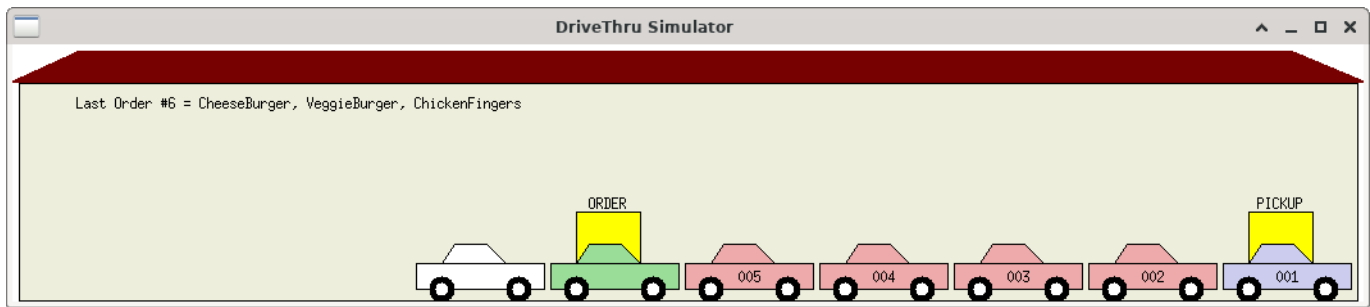 DriveThru Simulator
Last Order #6 = CheeseBurger, VeggieBurger, ChickenFingers
ORDER
PICKUP
005
004
003
002
001